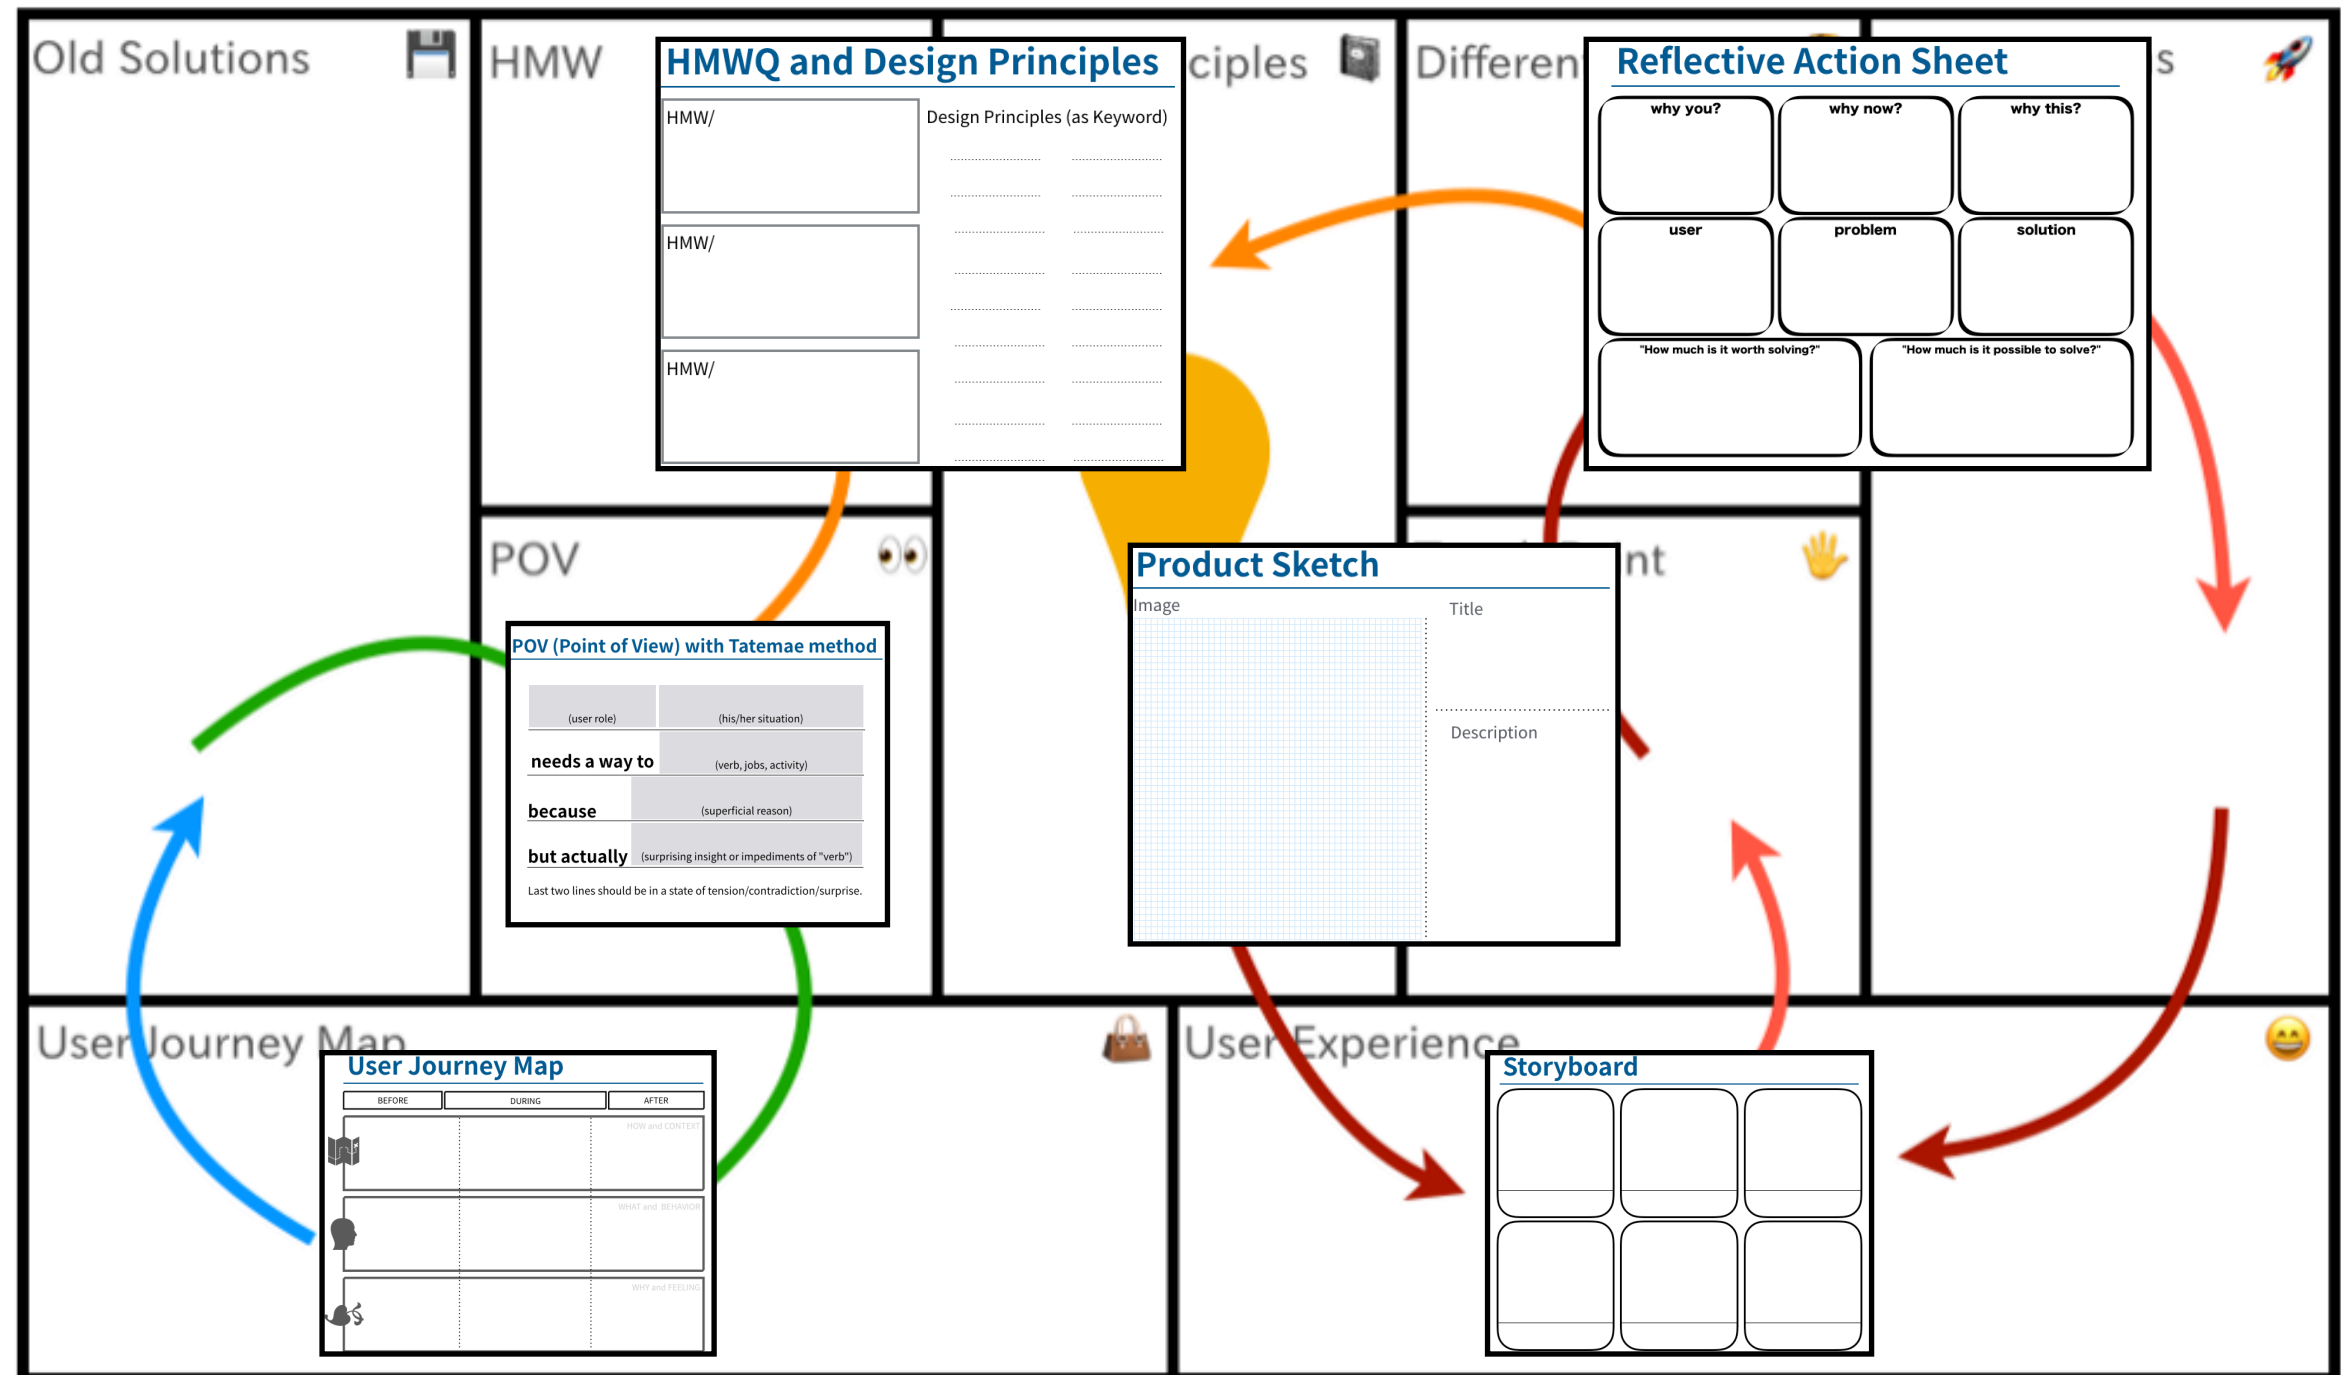 Old Solutions
HMW
HMWQ and Design Principles
HMW/
HMW/
HMW/
Design Principles (as Keyword)
ciples
Differen
Reflective Action Sheet
why you?
why now?
why this?
user
problem
solution
"How much is it worth solving?"
"How much is it possible to solve?"
s
POV
POV (Point of View) with Tatemae method
(user role)
(his/her situation)
needs a way to
(verb, jobs, activity)
because
(superficial reason)
but actually
(surprising insight or impediments of "verb")
Last two lines should be in a state of tension/contradiction/surprise.
nt
Product Sketch
Image
Title
Description
User Journey Map
User Journey Map
BEFORE
DURING
AFTER
HOW and CONTEXT
WHAT and BEHAVIOR
WHY and FEELING
User Experience
Storyboard